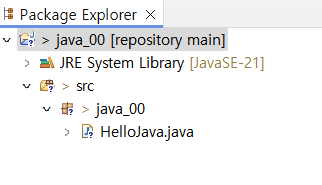 Package Explorer
> java_00 [repository main]
JRE System Library [JavaSE-21]
> src
> java_00
HelloJava.java